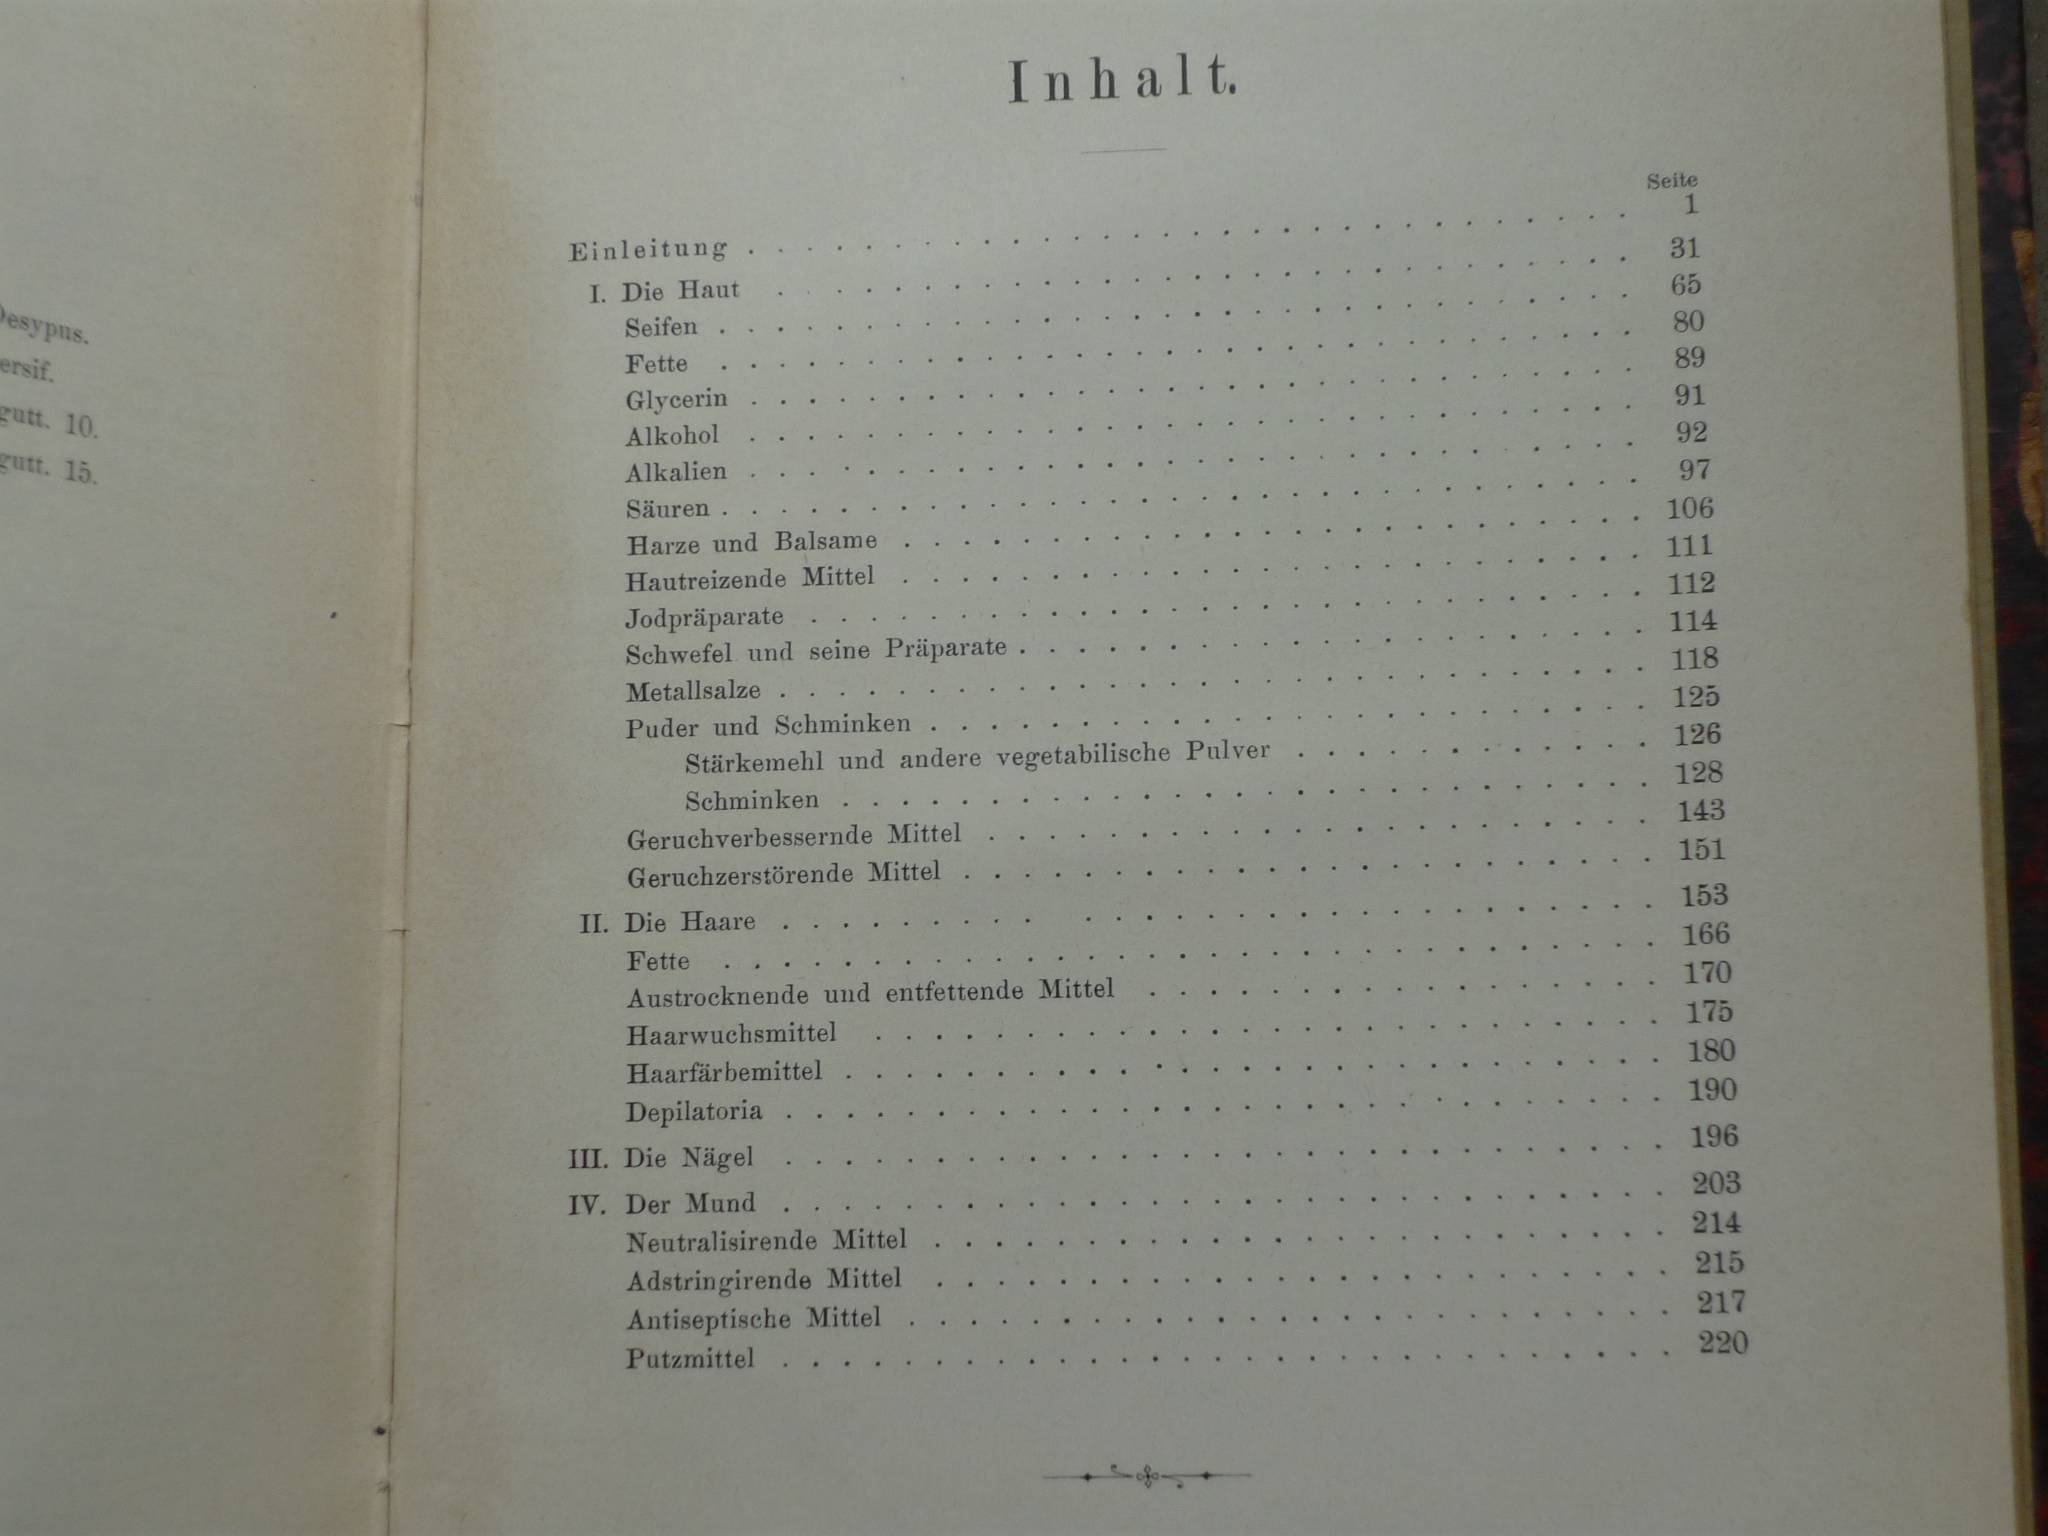 Oesypus.
ersif.
gutt. 10.
gutt. 15.
Inhalt.
Seite
Einleitung . . . . . . . . . . . . . . . . . . . . 1
I. Die Haut . . . . . . . . . . . . . . . . . . . . 31
Seifen . . . . . . . . . . . . . . . . . . . . 65
Fette . . . . . . . . . . . . . . . . . . . . 80
Glycerin . . . . . . . . . . . . . . . . . . . . 89
Alkohol . . . . . . . . . . . . . . . . . . . . 91
Alkalien . . . . . . . . . . . . . . . . . . . . 92
Säuren . . . . . . . . . . . . . . . . . . . . 97
Harze und Balsame . . . . . . . . . . . . . . . . . . . . 106
Hautreizende Mittel . . . . . . . . . . . . . . . . . . . . 111
Jodpräparate . . . . . . . . . . . . . . . . . . . . 112
Schwefel und seine Präparate . . . . . . . . . . . . . . . . . . . . 114
Metallsalze . . . . . . . . . . . . . . . . . . . . 118
Puder und Schminken . . . . . . . . . . . . . . . . . . . . 125
Stärkemehl und andere vegetabilische Pulver . . . . . . . . . . . . 126
Schminken . . . . . . . . . . . . . . . . . . . . 128
Geruchverbessernde Mittel . . . . . . . . . . . . . . . . . . . . 143
Geruchzerstörende Mittel . . . . . . . . . . . . . . . . . . . . 151
II. Die Haare . . . . . . . . . . . . . . . . . . . . 153
Fette . . . . . . . . . . . . . . . . . . . . 166
Austrocknende und entfettende Mittel . . . . . . . . . . . . . . . . . 170
Haarwuchsmittel . . . . . . . . . . . . . . . . . . . . 175
Haarfärbemittel . . . . . . . . . . . . . . . . . . . . 180
Depilatoria . . . . . . . . . . . . . . . . . . . . 190
III. Die Nägel . . . . . . . . . . . . . . . . . . . . 196
IV. Der Mund . . . . . . . . . . . . . . . . . . . . 203
Neutralisirende Mittel . . . . . . . . . . . . . . . . . . . . 214
Adstringirende Mittel . . . . . . . . . . . . . . . . . . . . 215
Antiseptische Mittel . . . . . . . . . . . . . . . . . . . . 217
Putzmittel . . . . . . . . . . . . . . . . . . . . 220